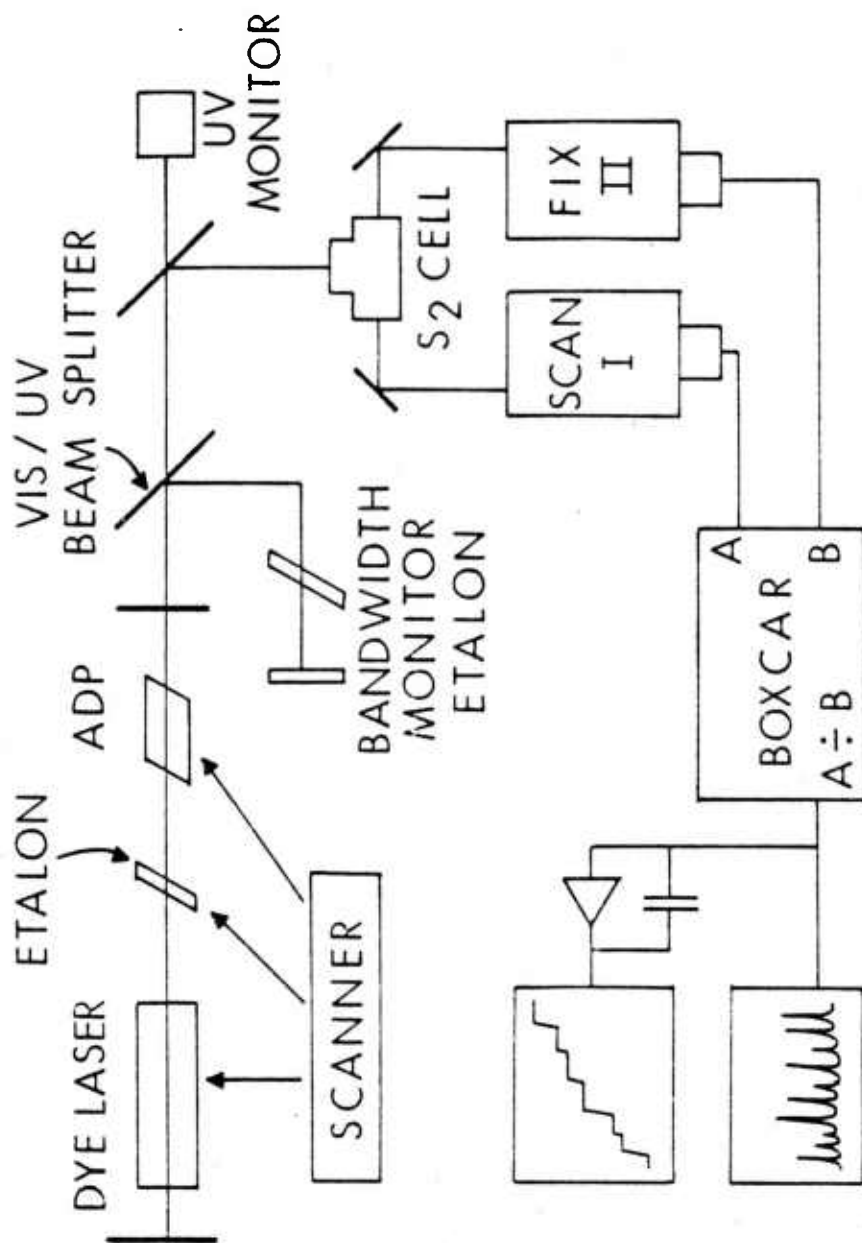 DYE LASER
ETALON
ADP
VIS / UV
BEAM SPLITTER
UV
MONITOR
SCANNER
BANDWIDTH
MONITOR
ETALON
S2 CELL
SCAN
I
FIX
II
BOXCAR
A÷B
A
B